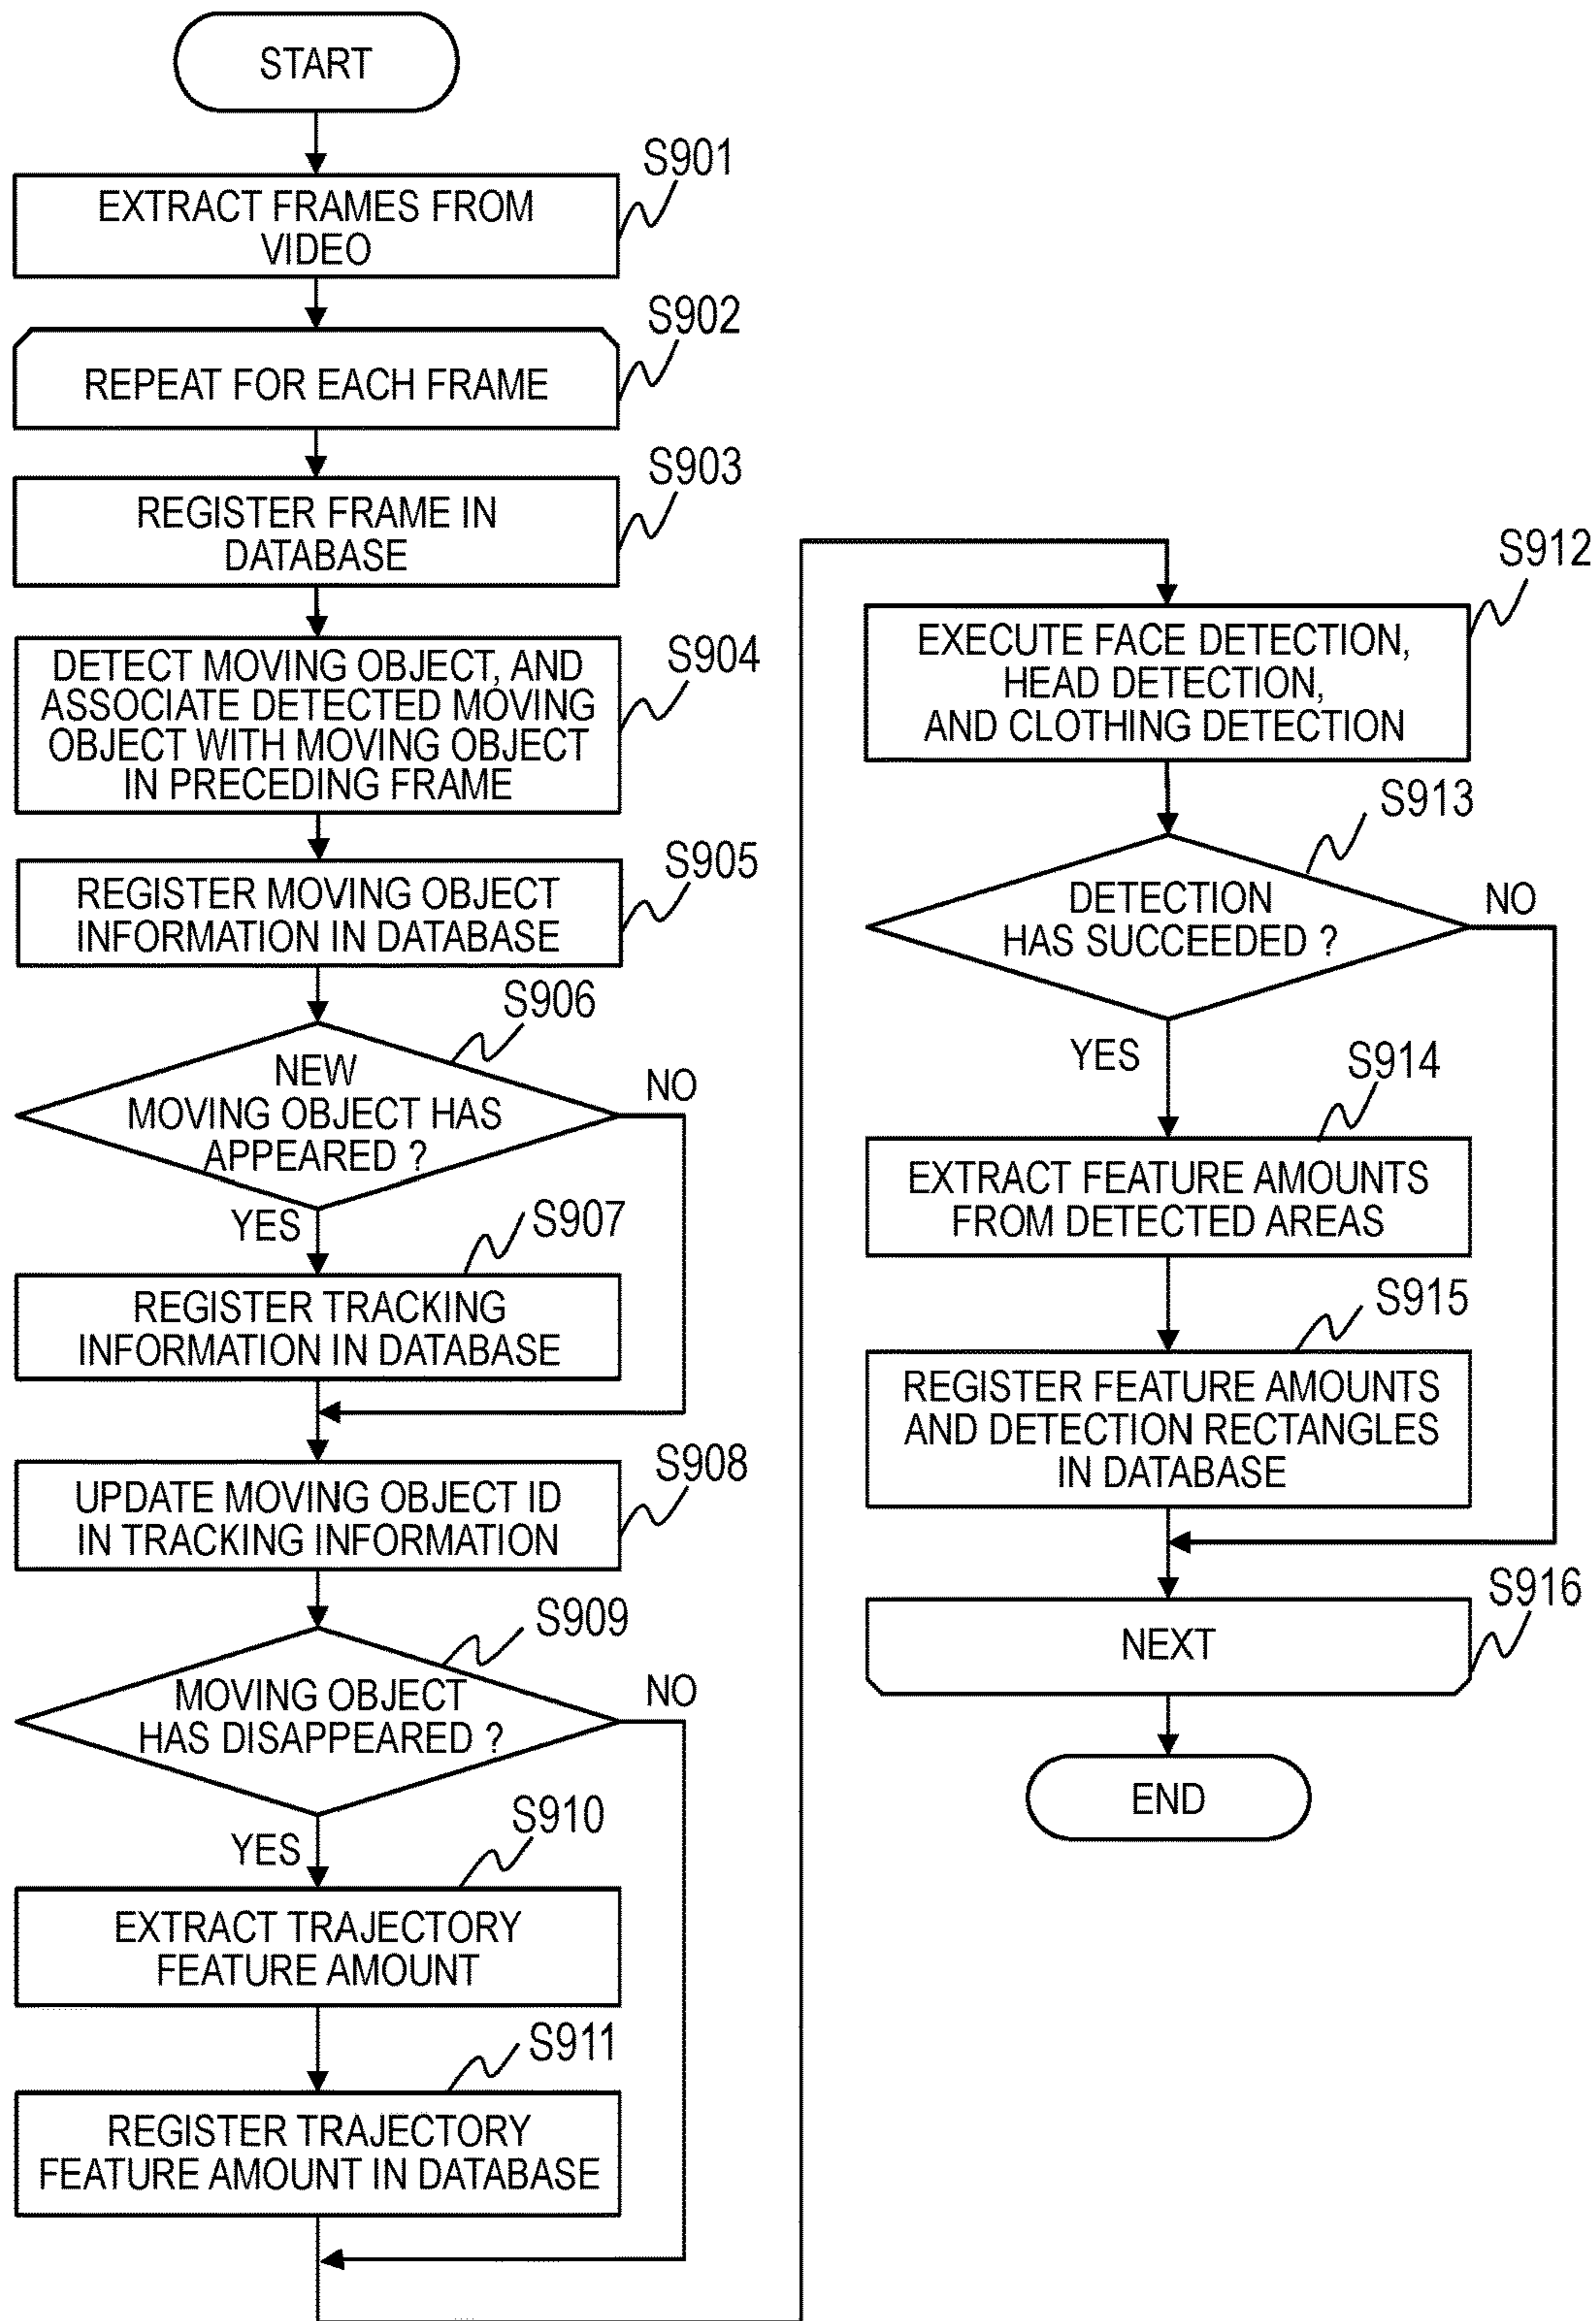 START
S901
EXTRACT FRAMES FROM
VIDEO
S902
REPEAT FOR EACH FRAME
S903
REGISTER FRAME IN
DATABASE
S904
DETECT MOVING OBJECT, AND
ASSOCIATE DETECTED MOVING
OBJECT WITH MOVING OBJECT
IN PRECEDING FRAME
S905
REGISTER MOVING OBJECT
INFORMATION IN DATABASE
S906
NEW
MOVING OBJECT HAS
APPEARED ?
NO
YES
S907
REGISTER TRACKING
INFORMATION IN DATABASE
S908
UPDATE MOVING OBJECT ID
IN TRACKING INFORMATION
S909
MOVING OBJECT
HAS DISAPPEARED ?
NO
YES
S910
EXTRACT TRAJECTORY
FEATURE AMOUNT
S911
REGISTER TRAJECTORY
FEATURE AMOUNT IN DATABASE
S912
EXECUTE FACE DETECTION,
HEAD DETECTION,
AND CLOTHING DETECTION
S913
DETECTION
HAS SUCCEEDED ?
NO
YES
S914
EXTRACT FEATURE AMOUNTS
FROM DETECTED AREAS
S915
REGISTER FEATURE AMOUNTS
AND DETECTION RECTANGLES
IN DATABASE
S916
NEXT
END